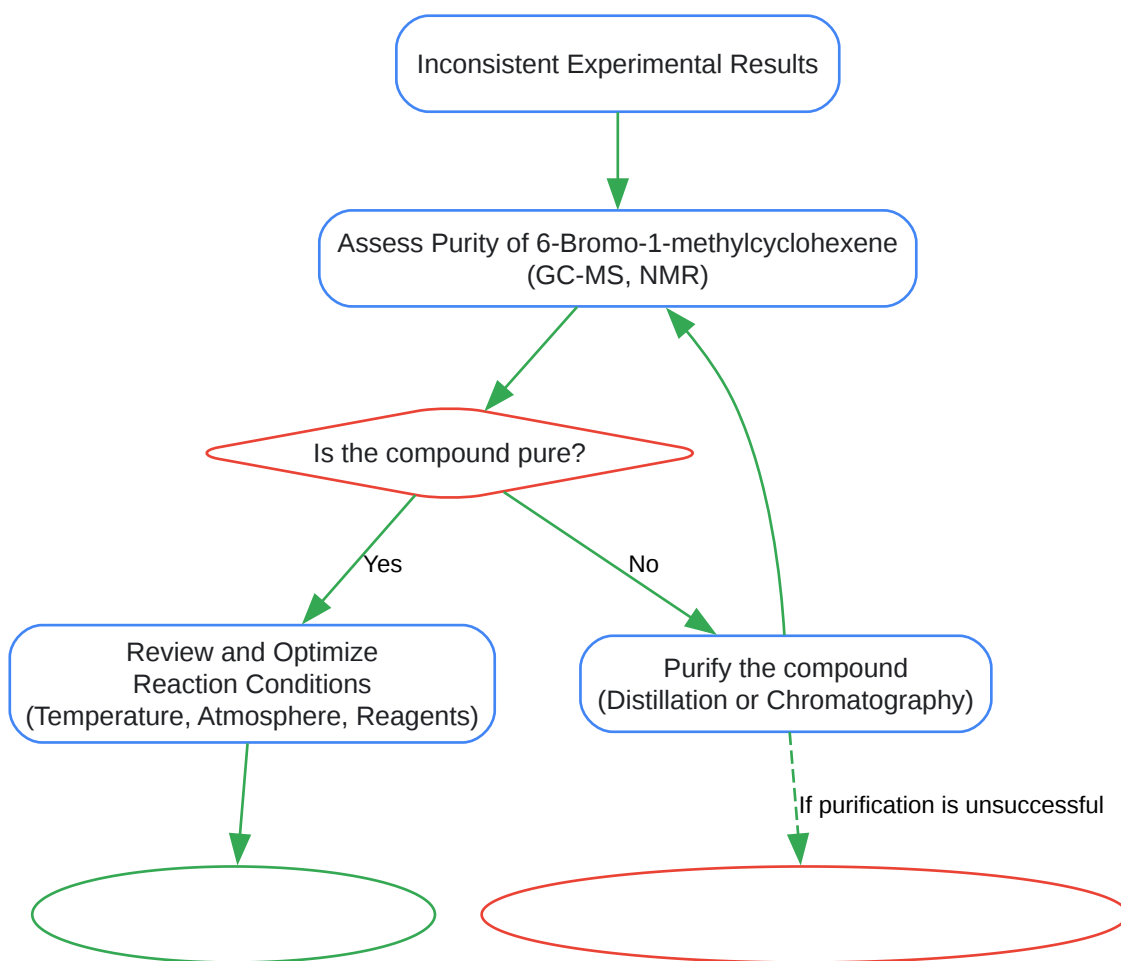 Inconsistent Experimental Results
Assess Purity of 6-Bromo-1-methylcyclohexene
(GC-MS, NMR)
Is the compound pure?
Yes
No
Review and Optimize
Reaction Conditions
(Temperature, Atmosphere, Reagents)
Purify the compound
(Distillation or Chromatography)
If purification is unsuccessful